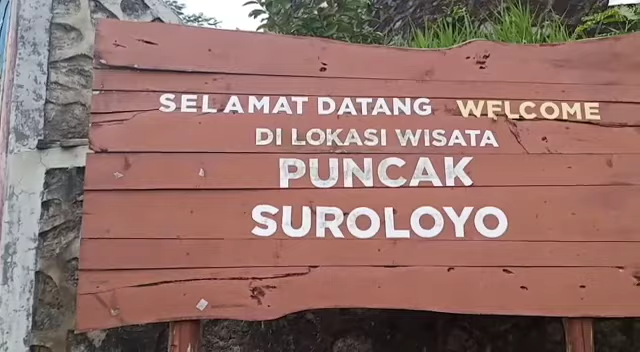 SELAMAT DATANG WELCOME
DI LOKASI WISATA
PUNCAK
SUROLOYO